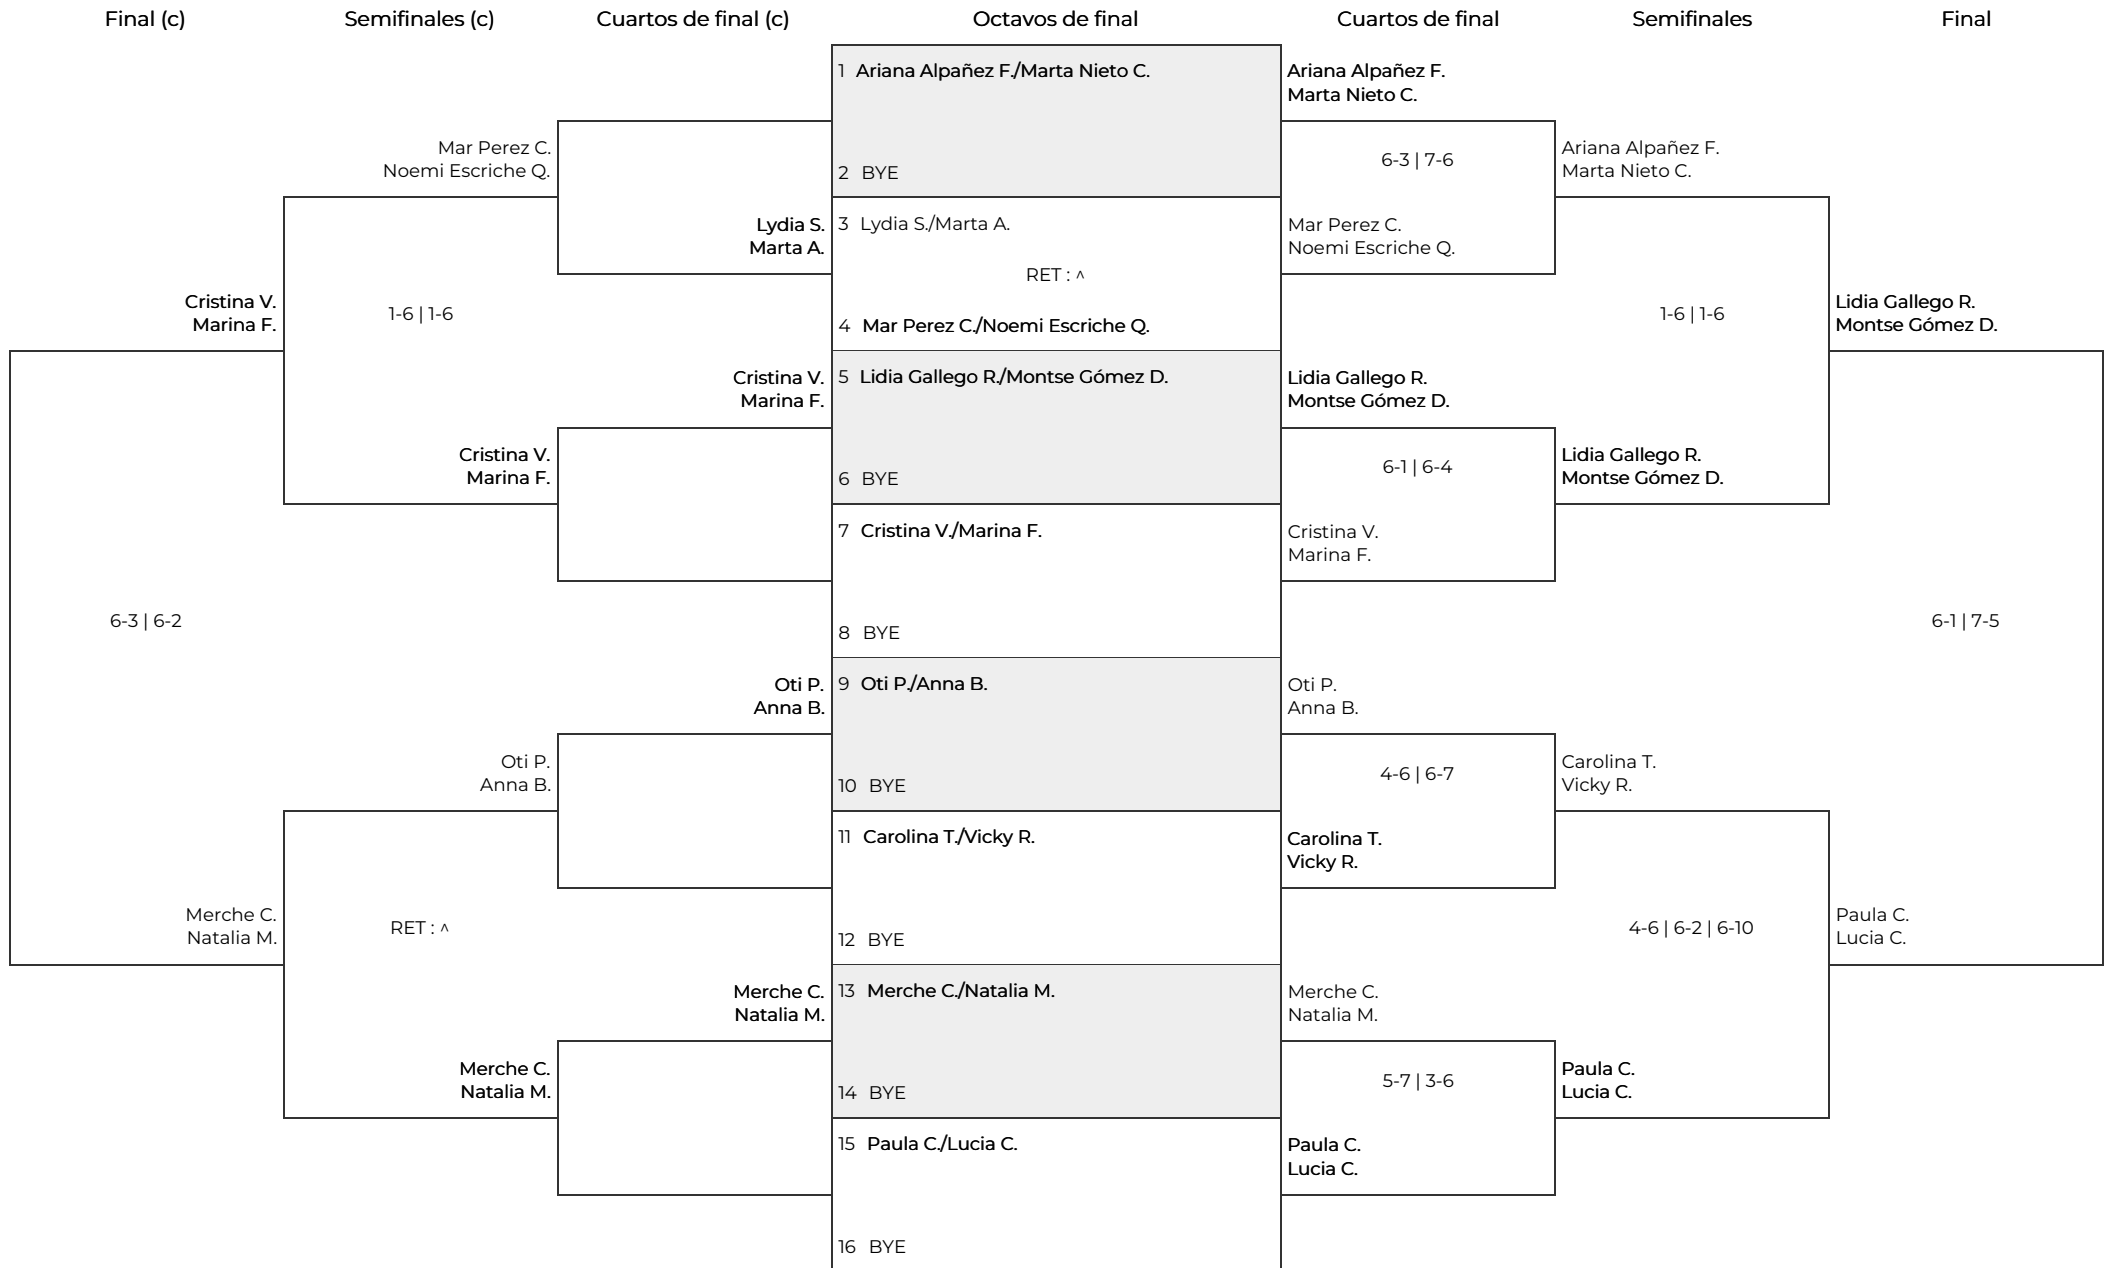 Final (c)
Semifinales (c)
Cuartos de final (c)
Octavos de final
Cuartos de final
Semifinales
Final
Cristina V.
Marina F.
6-3 | 6-2
Merche C.
Natalia M.
Mar Perez C.
Noemi Escriche Q.
1-6 | 1-6
Cristina V.
Marina F.
Oti P.
Anna B.
RET : ^
Merche C.
Natalia M.
Lydia S.
Marta A.
Cristina V.
Marina F.
Oti P.
Anna B.
Merche C.
Natalia M.
1 Ariana Alpañez F./Marta Nieto C.
2 BYE
3 Lydia S./Marta A.
RET : ^
4 Mar Perez C./Noemi Escriche Q.
5 Lidia Gallego R./Montse Gómez D.
6 BYE
7 Cristina V./Marina F.
8 BYE
9 Oti P./Anna B.
10 BYE
11 Carolina T./Vicky R.
12 BYE
13 Merche C./Natalia M.
14 BYE
15 Paula C./Lucia C.
16 BYE
Ariana Alpañez F.
Marta Nieto C.
6-3 | 7-6
Mar Perez C.
Noemi Escriche Q.
Lidia Gallego R.
Montse Gómez D.
6-1 | 6-4
Cristina V.
Marina F.
Oti P.
Anna B.
4-6 | 6-7
Carolina T.
Vicky R.
Merche C.
Natalia M.
5-7 | 3-6
Paula C.
Lucia C.
Ariana Alpañez F.
Marta Nieto C.
1-6 | 1-6
Lidia Gallego R.
Montse Gómez D.
Carolina T.
Vicky R.
4-6 | 6-2 | 6-10
Paula C.
Lucia C.
Lidia Gallego R.
Montse Gómez D.
6-1 | 7-5
Paula C.
Lucia C.